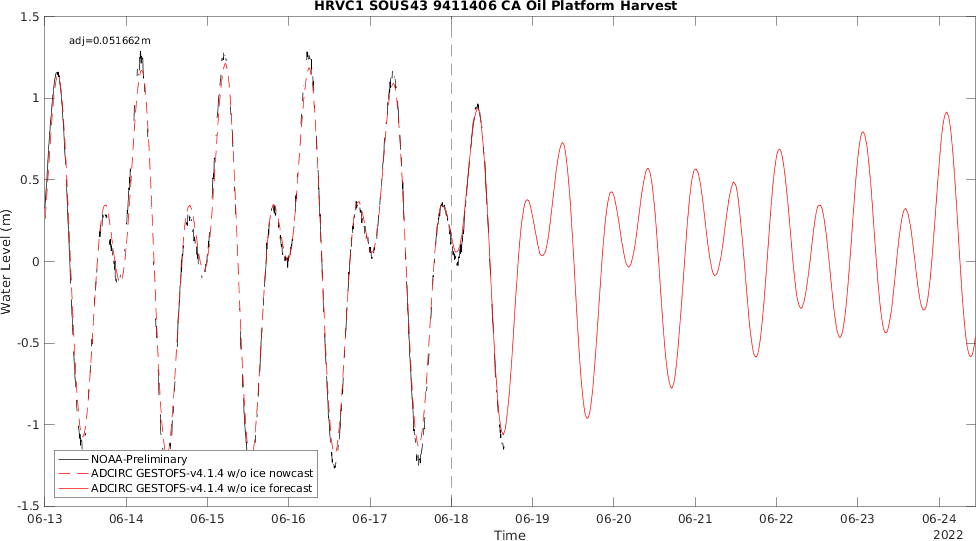 HRVC1 SOUS43 9411406 CA Oil Platform Harvest
adj=0.051662m
Water Level (m)
1.5
1
0.5
0
-0.5
-1
-1.5
NOAA-Preliminary
ADCIRC GESTOFS-v4.1.4 w/o ice nowcast
ADCIRC GESTOFS-v4.1.4 w/o ice forecast
06-13 06-14 06-15 06-16 06-17 06-18 06-19 06-20 06-21 06-22 06-23 06-24
Time
2022